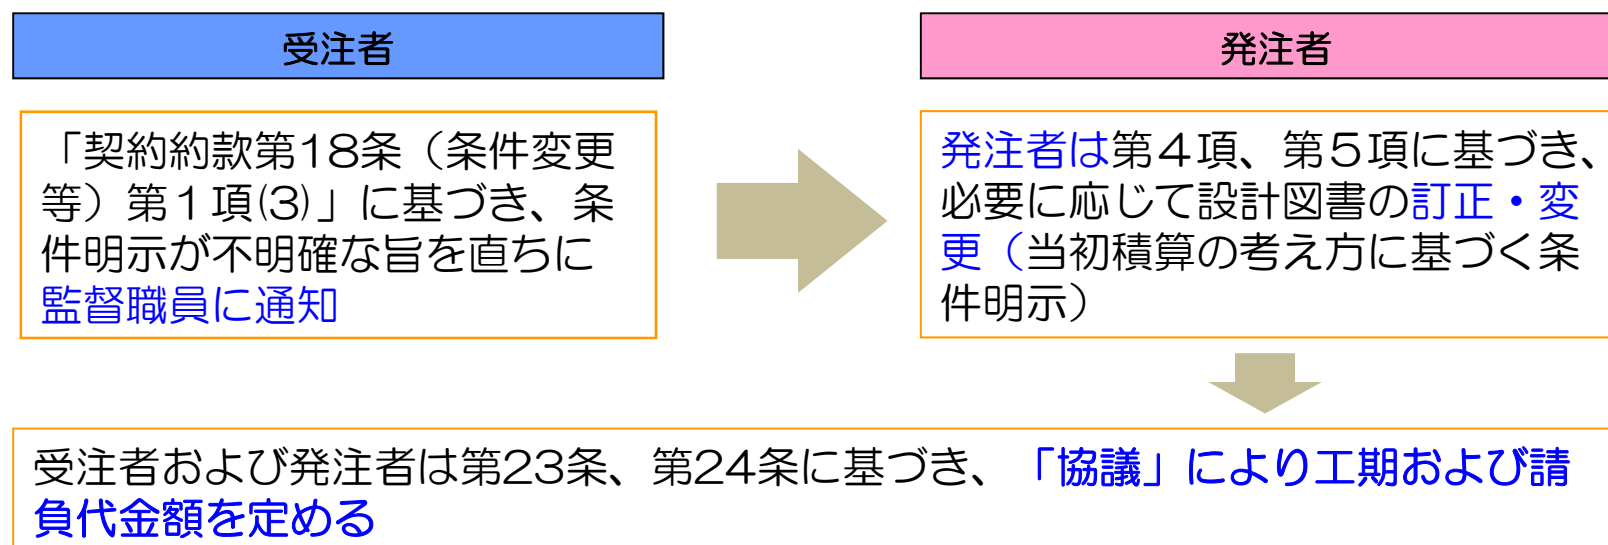 受注者
発注者
「契約約款第18条（条件変更
等）第１項(3)」に基づき、条
件明示が不明確な旨を直ちに
監督職員に通知
発注者は第４項、第５項に基づき、
必要に応じて設計図書の訂正・変
更（当初積算の考え方に基づく条
件明示）
受注者および発注者は第23条、第24条に基づき、「協議」により工期および請
負代金額を定める